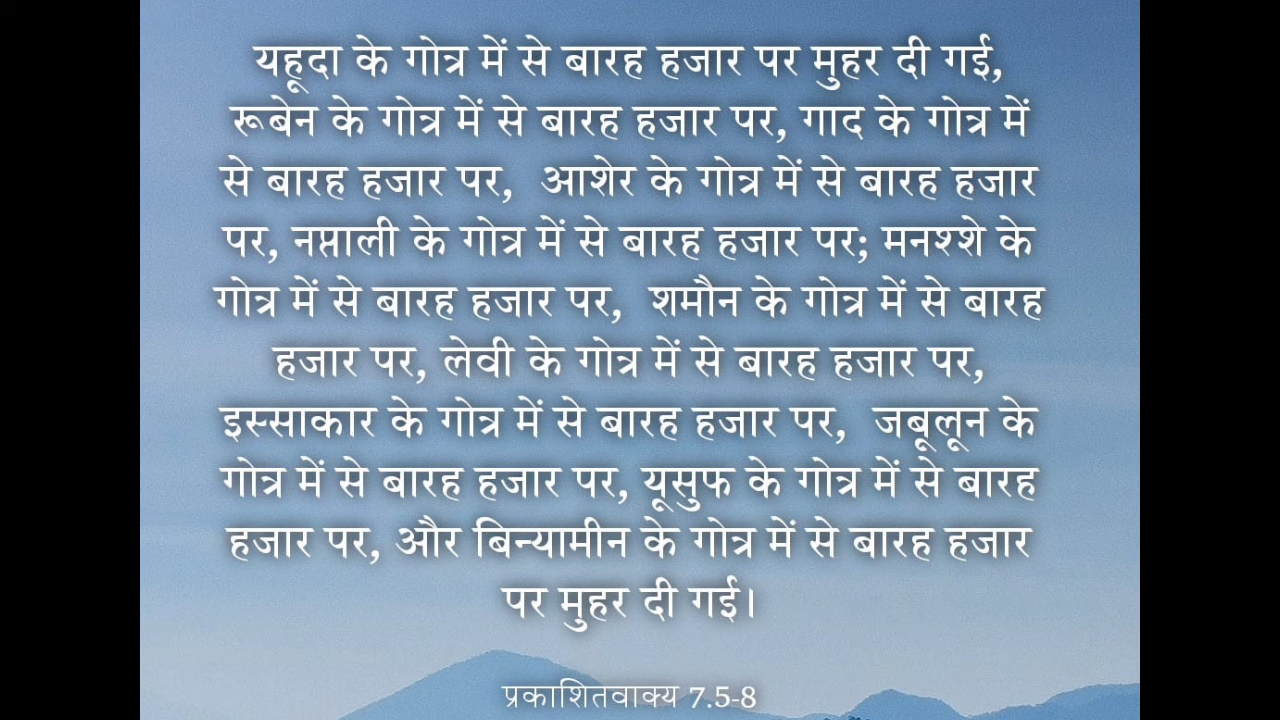 यहूदा के गोत्र में से बारह हजार पर मुहर दी गई,
रूबेन के गोत्र में से बारह हजार पर, गाद के गोत्र में
से बारह हजार पर,  आशेर के गोत्र में से बारह हजार
पर, नप्ताली के गोत्र में से बारह हजार पर; मनश्शे के
गोत्र में से बारह हजार पर,  शमौन के गोत्र में से बारह
हजार पर, लेवी के गोत्र में से बारह हजार पर,
इस्साकार के गोत्र में से बारह हजार पर,  जबूलून के
गोत्र में से बारह हजार पर, यूसुफ के गोत्र में से बारह
हजार पर, और बिन्यामीन के गोत्र में से बारह हजार
पर मुहर दी गई।
प्रकाशितवाक्य 7.5-8